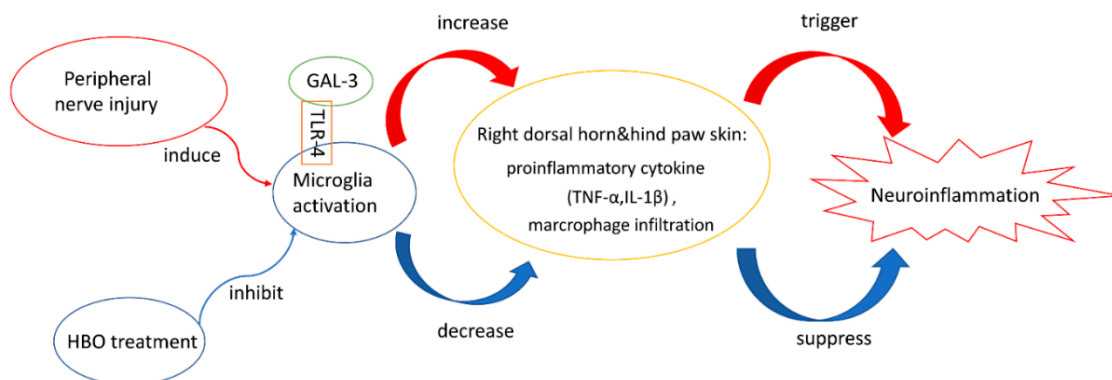 increase
trigger
Peripheral
nerve injury
GAL-3
TLR-4
induce
Microglia
activation
Right dorsal horn&hind paw skin:
proinflammatory cytokine
(TNF-α,IL-1β) ,
marcrophage infiltration
Neuroinflammation
inhibit
HBO treatment
decrease
suppress